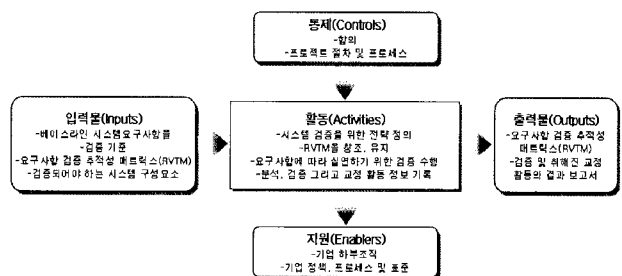 통제(Controls)
-합의
-프로젝트 절차 및 프로세스
입력물(Inputs)
-베이스라인 시스템요구사항들
-검증 기준
-요구사항 검증 추적성 매트릭스(RVTM)
-검증되어야 하는 시스템 구성요소
활동(Activities)
-시스템 검증을 위한 전략 정의
-RVTM을 창조, 유지
-요구사항에 따라 실연하기 위한 검증 수행
-분석, 검증 그리고 교정 활동 정보 기록
출력물(Outputs)
-요구사항 검증 추적성
매트릭스(RVTM)
-검증 및 취해진 교정
활동의 결과 보고서
지원(Enablers)
-기업 하부조직
-기업 정책, 프로세스 및 표준